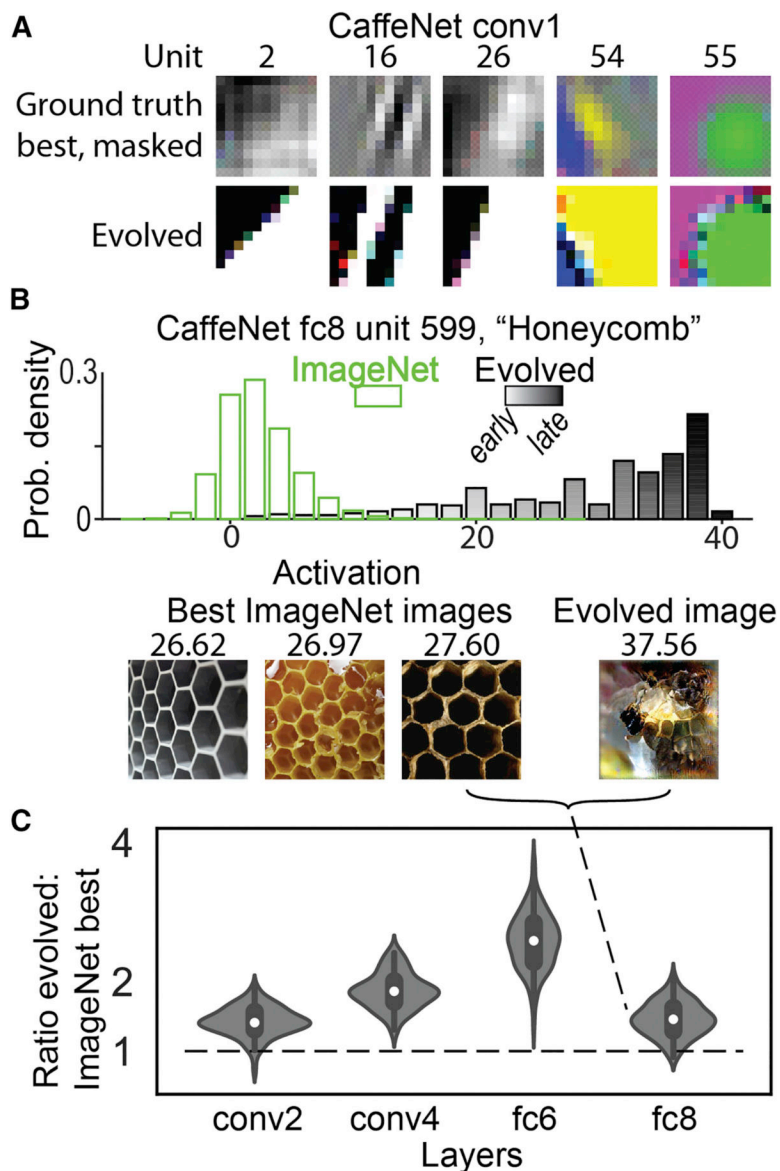 A
CaffeNet conv1
Unit 2 16 26 54 55
Ground truth
best, masked
Evolved
B
CaffeNet fc8 unit 599, “Honeycomb”
ImageNet Evolved
early late
Prob. density
0.3
0
0 20 40
Activation
Best ImageNet images Evolved image
26.62 26.97 27.60 37.56
C
Ratio evolved:
ImageNet best
4
2
1
conv2 conv4 fc6 fc8
Layers